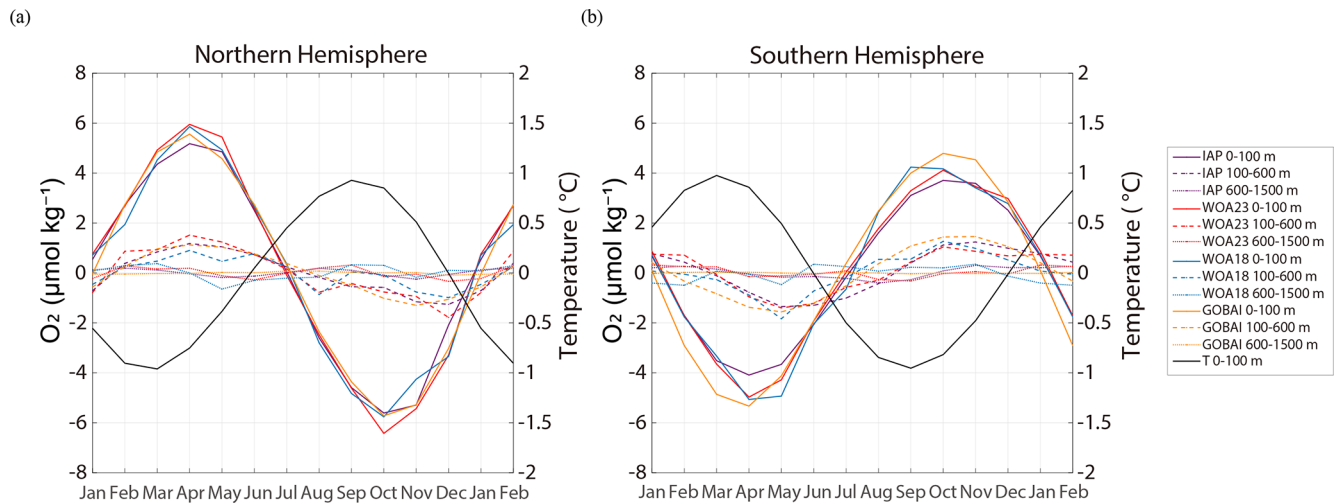 (a)
Northern Hemisphere
8
6
4
2
0
-2
-4
-6
-8
O₂ (μmol kg⁻¹)
2
1.5
1
0.5
0
-0.5
-1
-1.5
-2
Temperature ( °C)
Jan Feb Mar Apr May Jun Jul Aug Sep Oct Nov Dec Jan Feb
(b)
Southern Hemisphere
8
6
4
2
0
-2
-4
-6
-8
O₂ (μmol kg⁻¹)
2
1.5
1
0.5
0
-0.5
-1
-1.5
-2
Temperature ( °C)
Jan Feb Mar Apr May Jun Jul Aug Sep Oct Nov Dec Jan Feb
IAP 0-100 m
IAP 100-600 m
IAP 600-1500 m
WOA23 0-100 m
WOA23 100-600 m
WOA23 600-1500 m
WOA18 0-100 m
WOA18 100-600 m
WOA18 600-1500 m
GOBAI 0-100 m
GOBAI 100-600 m
GOBAI 600-1500 m
T 0-100 m